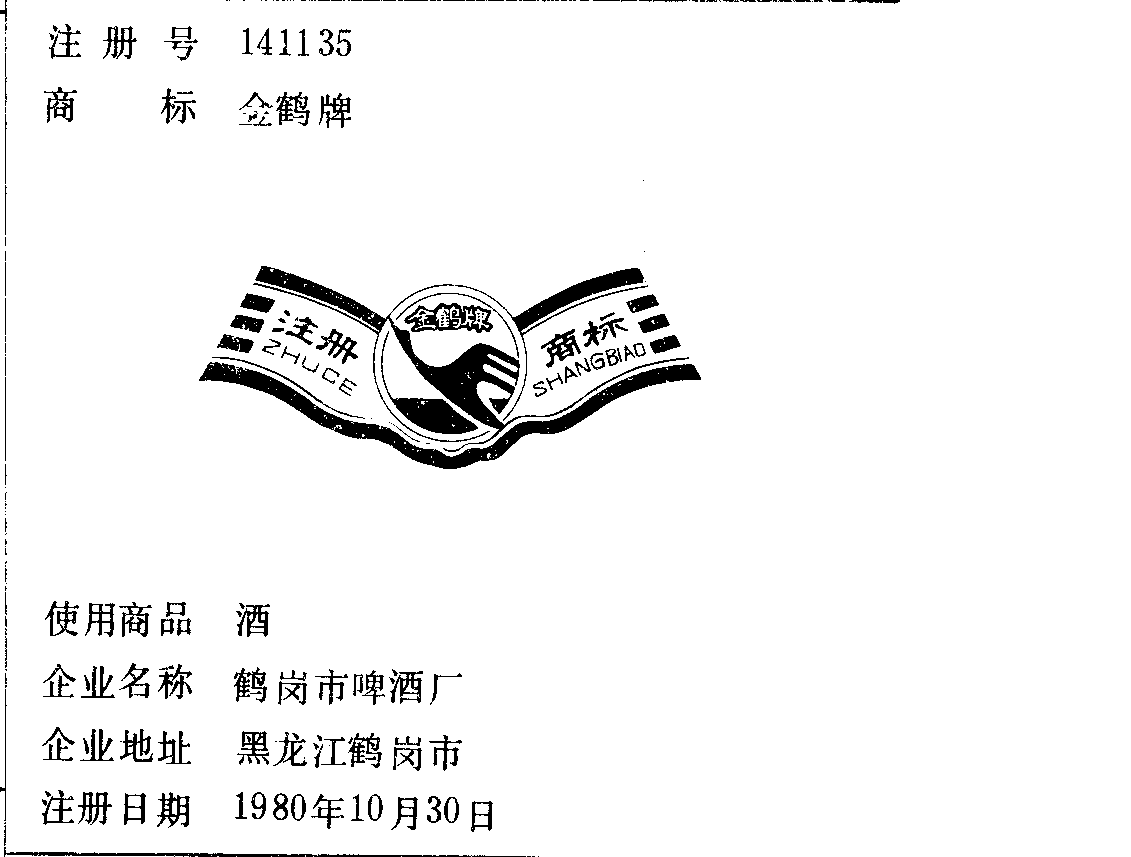 注册号 141135
商标 金鹤牌
金鹤牌
注册
ZHUCE
商标
SHANGBIAO
使用商品 酒
企业名称 鹤岗市啤酒厂
企业地址 黑龙江鹤岗市
注册日期 1980年10月30日